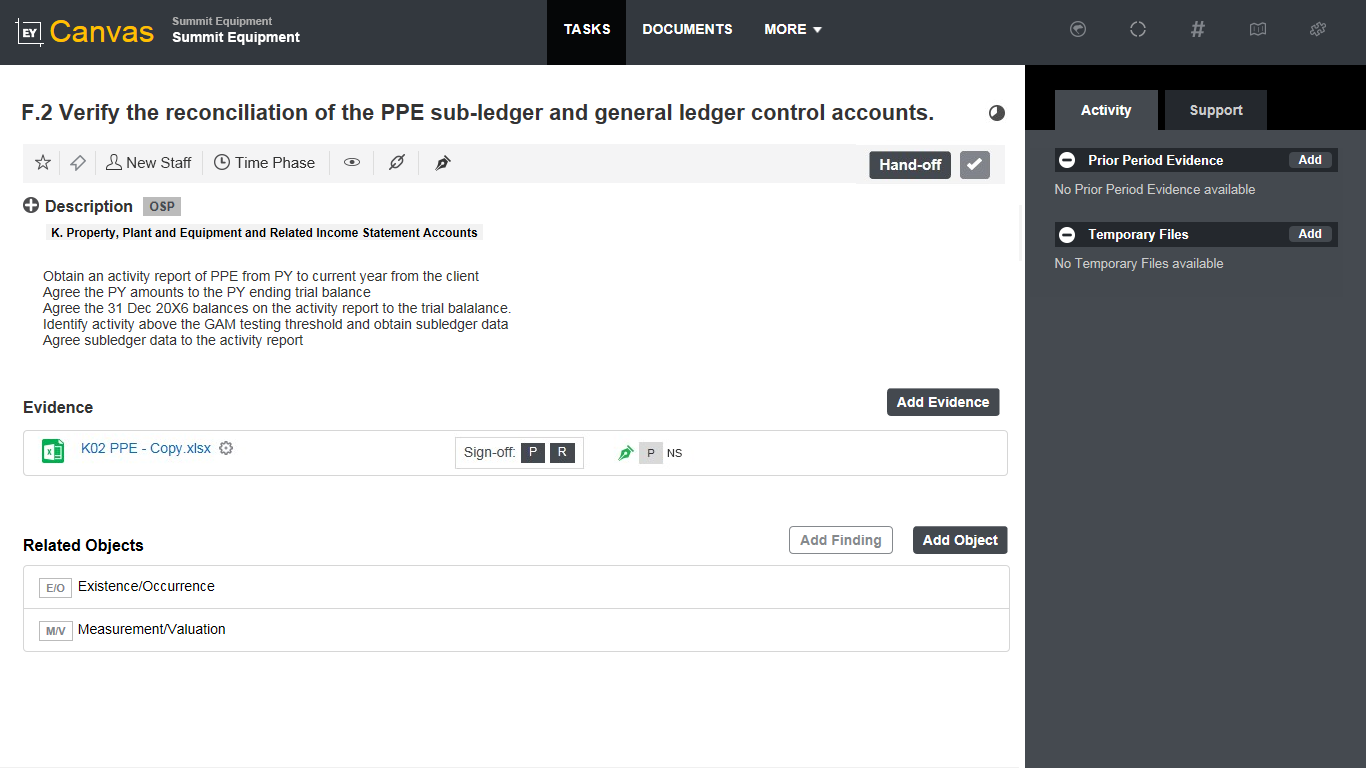 EY Canvas
Summit Equipment
Summit Equipment
TASKS
DOCUMENTS
MORE
#
F.2 Verify the reconciliation of the PPE sub-ledger and general ledger control accounts.
New Staff
Time Phase
Hand-off
Description OSP
K. Property, Plant and Equipment and Related Income Statement Accounts
Obtain an activity report of PPE from PY to current year from the client
Agree the PY amounts to the PY ending trial balance
Agree the 31 Dec 20X6 balances on the activity report to the trial balalance.
Identify activity above the GAM testing threshold and obtain subledger data
Agree subledger data to the activity report
Evidence
Add Evidence
K02 PPE - Copy.xlsx
Sign-off: P R
P NS
Related Objects
Add Finding
Add Object
E/O Existence/Occurrence
M/V Measurement/Valuation
Activity
Support
Prior Period Evidence
Add
No Prior Period Evidence available
Temporary Files
Add
No Temporary Files available